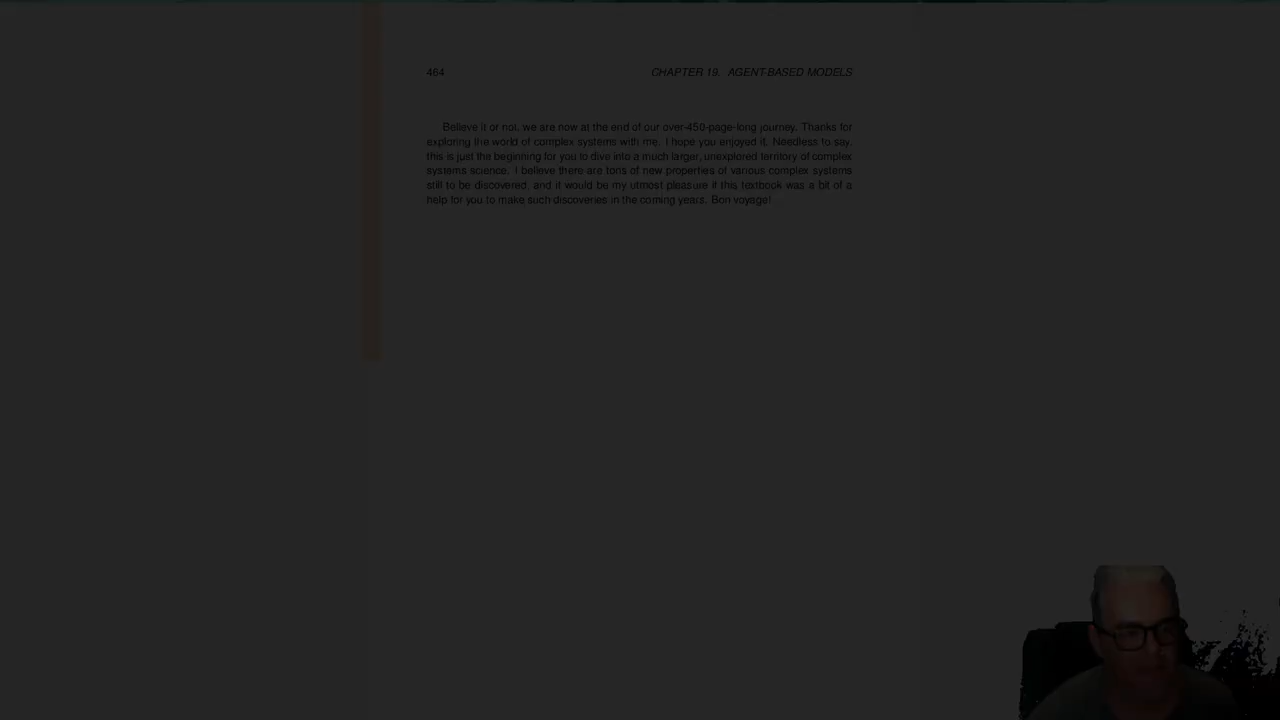 464
CHAPTER 19. AGENT-BASED MODELS
Believe it or not, we are now at the end of our over-450-page-long journey. Thanks for
exploring the world of complex systems with me. I hope you enjoyed it. Needless to say,
this is just the beginning for you to dive into a much larger, unexplored territory of complex
systems science. I believe there are tons of new properties of various complex systems
still to be discovered, and it would be my utmost pleasure if this textbook was a bit of a
help for you to make such discoveries in the coming years. Bon voyage!